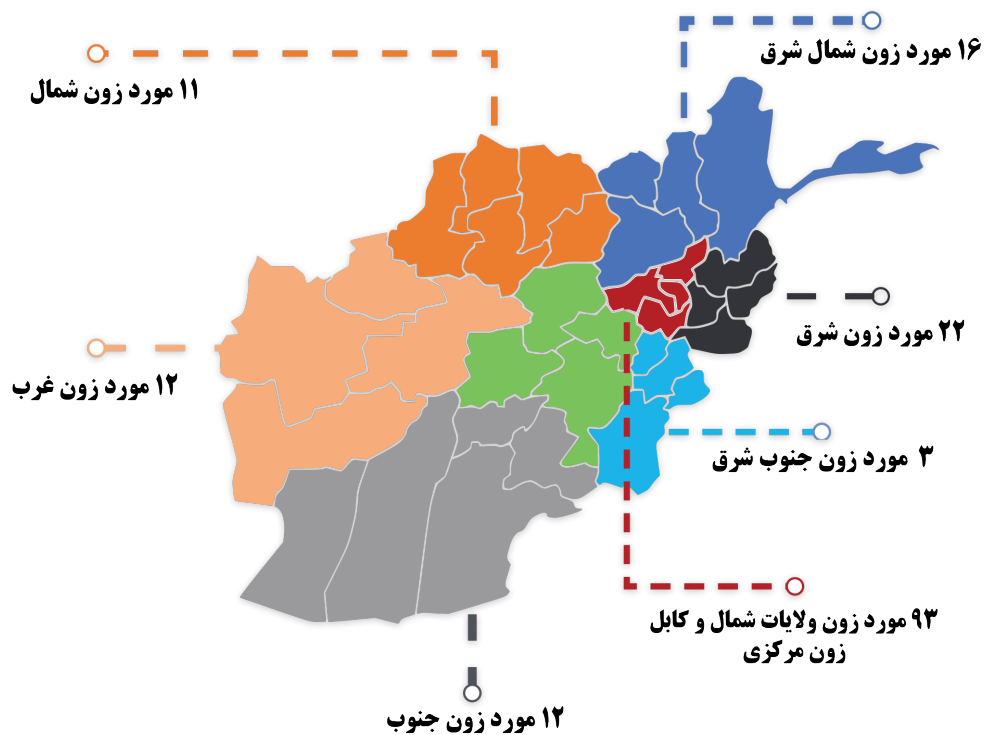 ۱۶ مورد زون شمال شرق
۱۱ مورد زون شمال
۲۲ مورد زون شرق
۱۲ مورد زون غرب
۳ مورد زون جنوب شرق
۹۳ مورد زون ولایات شمال و کابل
زون مرکزی
۱۲ مورد زون جنوب